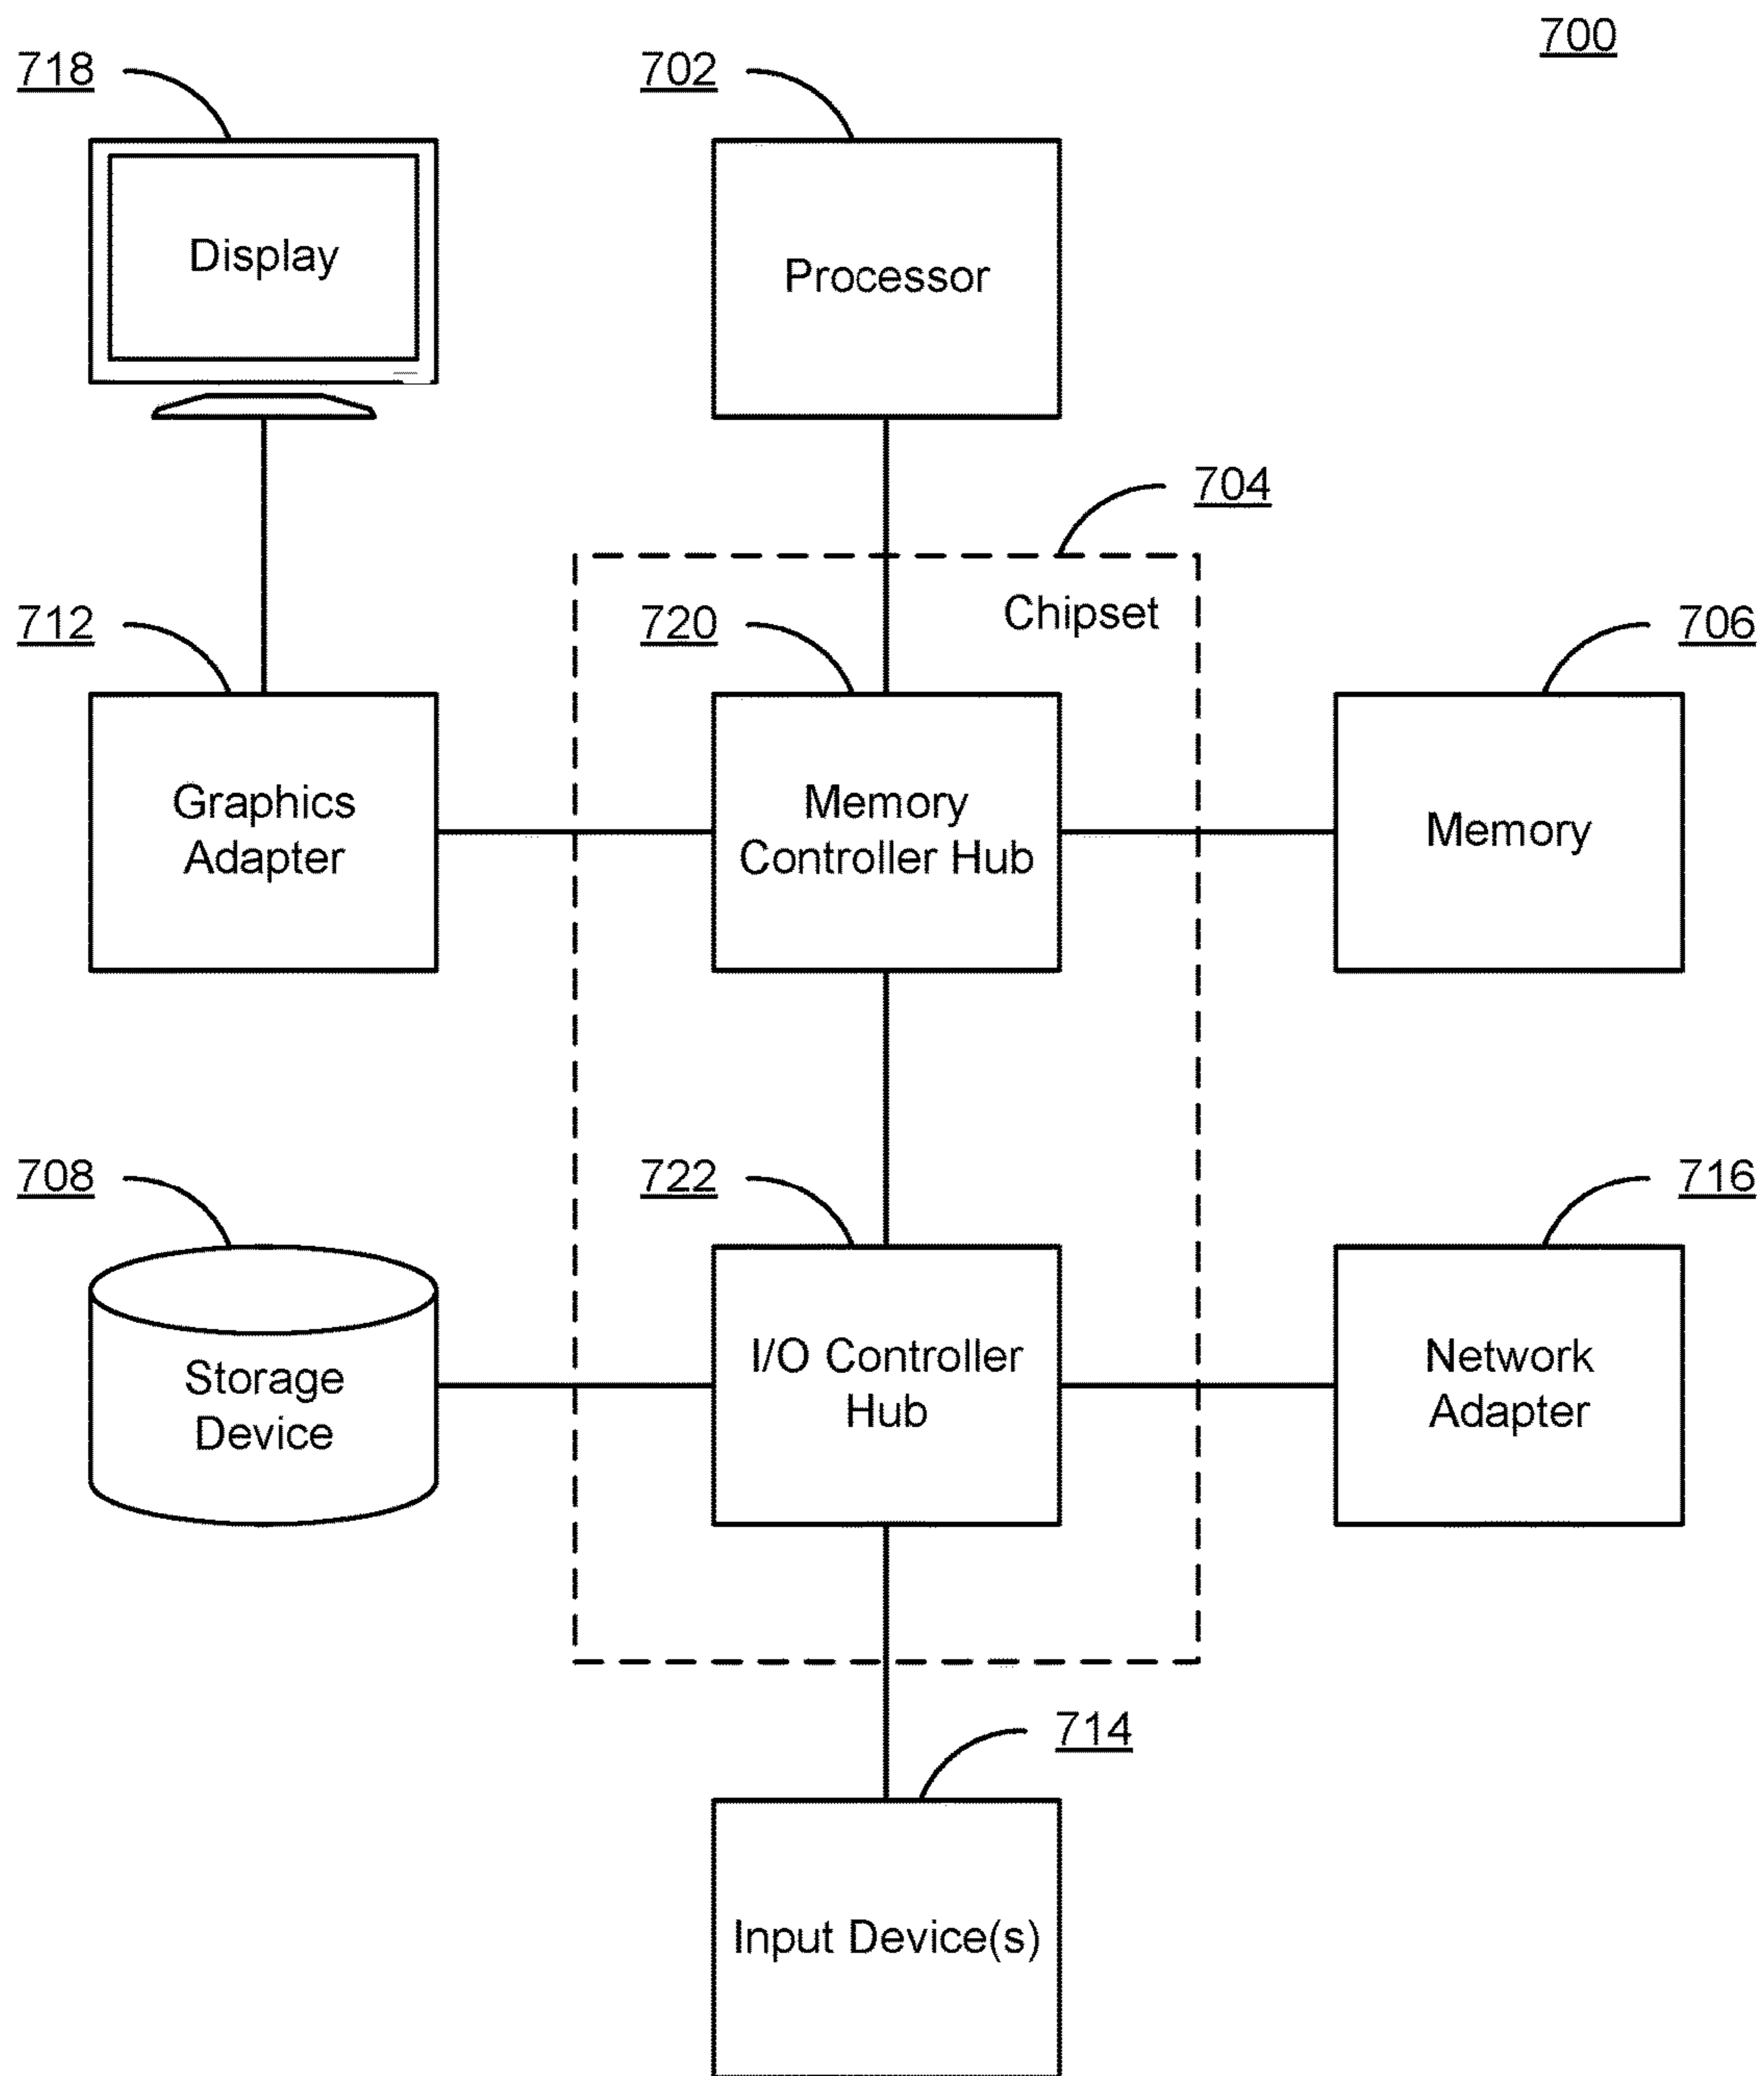 700
718
702
Display
Processor
704
Chipset
712
720
706
Graphics
Adapter
Memory
Controller Hub
Memory
708
722
716
Storage
Device
I/O Controller
Hub
Network
Adapter
714
Input Device(s)